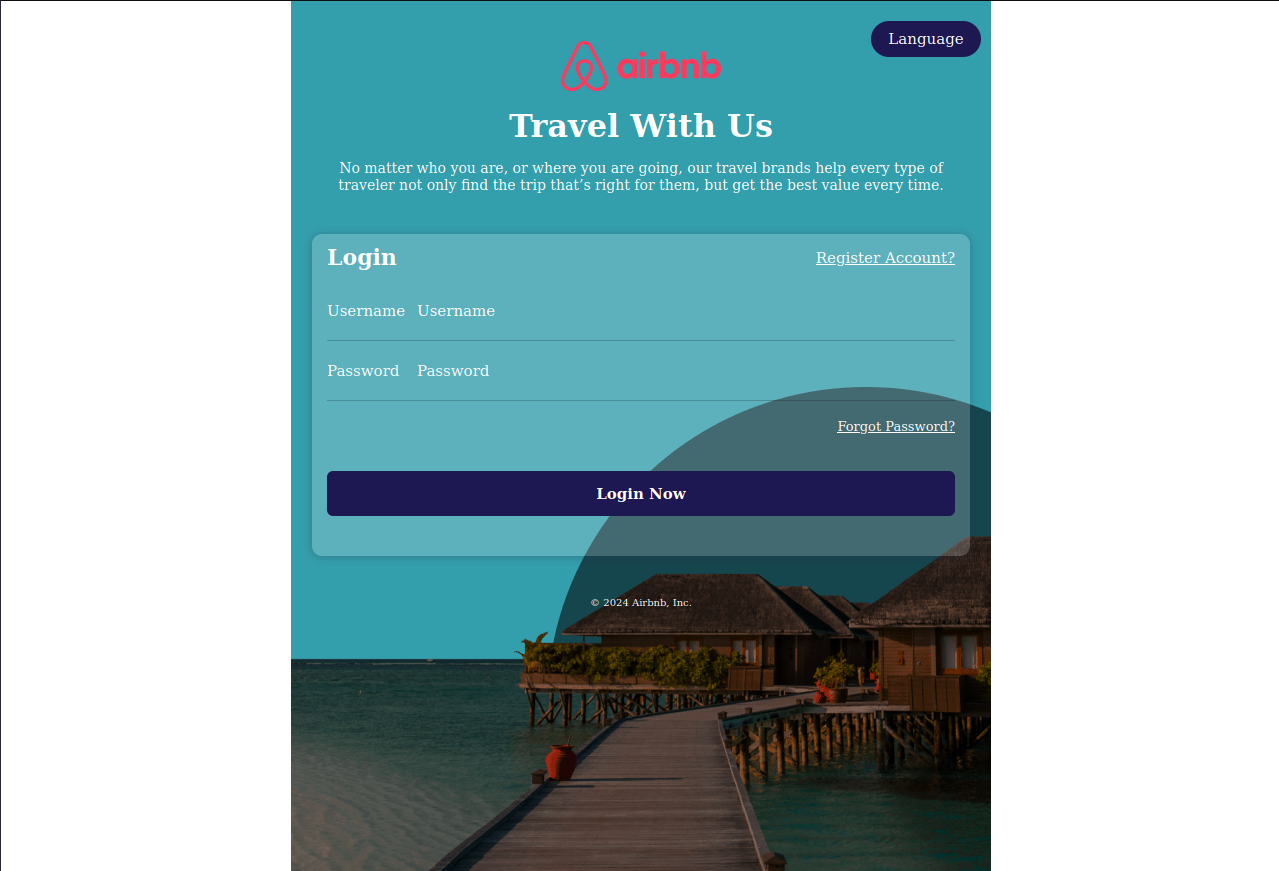 Language
airbnb
Travel With Us
No matter who you are, or where you are going, our travel brands help every type of
traveler not only find the trip that’s right for them, but get the best value every time.
Login
Register Account?
Username Username
Password Password
Forgot Password?
Login Now
© 2024 Airbnb, Inc.